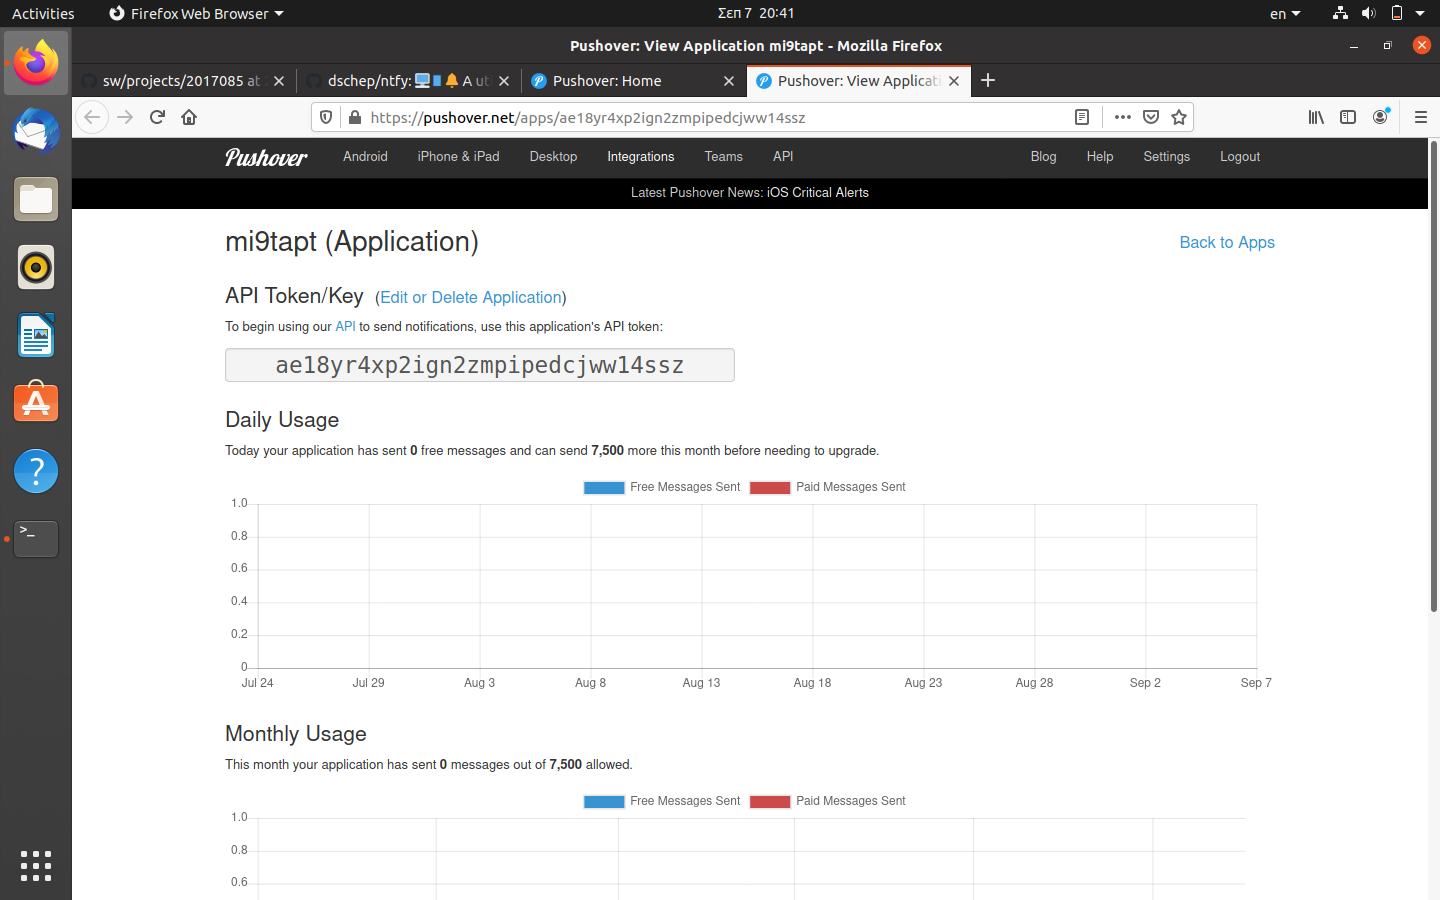 Activities Firefox Web Browser Σεπ 7 20:41 en
Pushover: View Application mi9tapt - Mozilla Firefox
sw/projects/2017085 at dschep/ntfy: A ut Pushover: Home Pushover: View Applicati
https://pushover.net/apps/ae18yr4xp2ign2zmpipedcjww14ssz
Pushover Android iPhone & iPad Desktop Integrations Teams API Blog Help Settings Logout
Latest Pushover News: iOS Critical Alerts
mi9tapt (Application) Back to Apps
API Token/Key (Edit or Delete Application)
To begin using our API to send notifications, use this application's API token:
ae18yr4xp2ign2zmpipedcjww14ssz
Daily Usage
Today your application has sent 0 free messages and can send 7,500 more this month before needing to upgrade.
Free Messages Sent Paid Messages Sent
1.0
0.8
0.6
0.4
0.2
0
Jul 24 Jul 29 Aug 3 Aug 8 Aug 13 Aug 18 Aug 23 Aug 28 Sep 2 Sep 7
Monthly Usage
This month your application has sent 0 messages out of 7,500 allowed.
Free Messages Sent Paid Messages Sent
1.0
0.8
0.6